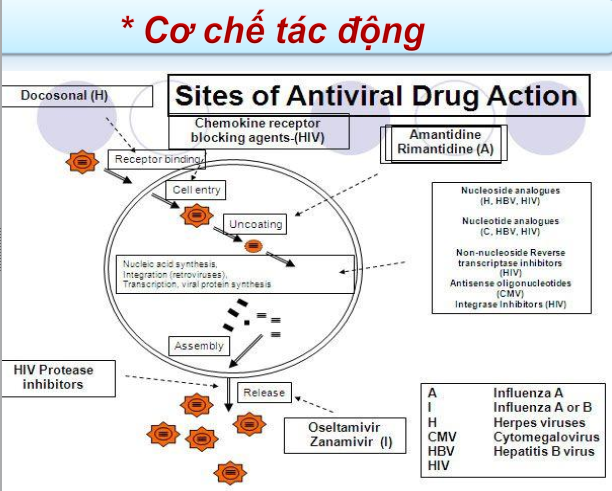 * Cơ chế tác động
Docosonal (H)
Sites of Antiviral Drug Action
Chemokine receptor
blocking agents-(HIV)
Amantidine
Rimantidine (A)
Receptor binding
Cell entry
Uncoating
Nucleoside analogues
(H, HBV, HIV)
Nucleotide analogues
(C, HBV, HIV)
Non-nucleoside Reverse
transcriptase inhibitors
(HIV)
Antisense oligonucleotides
(CMV)
Integrase Inhibitors (HIV)
Nucleic acid synthesis,
Integration (retroviruses),
Transcription, viral protein synthesis
Assembly
HIV Protease
inhibitors
Release
Oseltamivir
Zanamivir (I)
A Influenza A
I Influenza A or B
H Herpes viruses
CMV Cytomegalovirus
HBV Hepatitis B virus
HIV